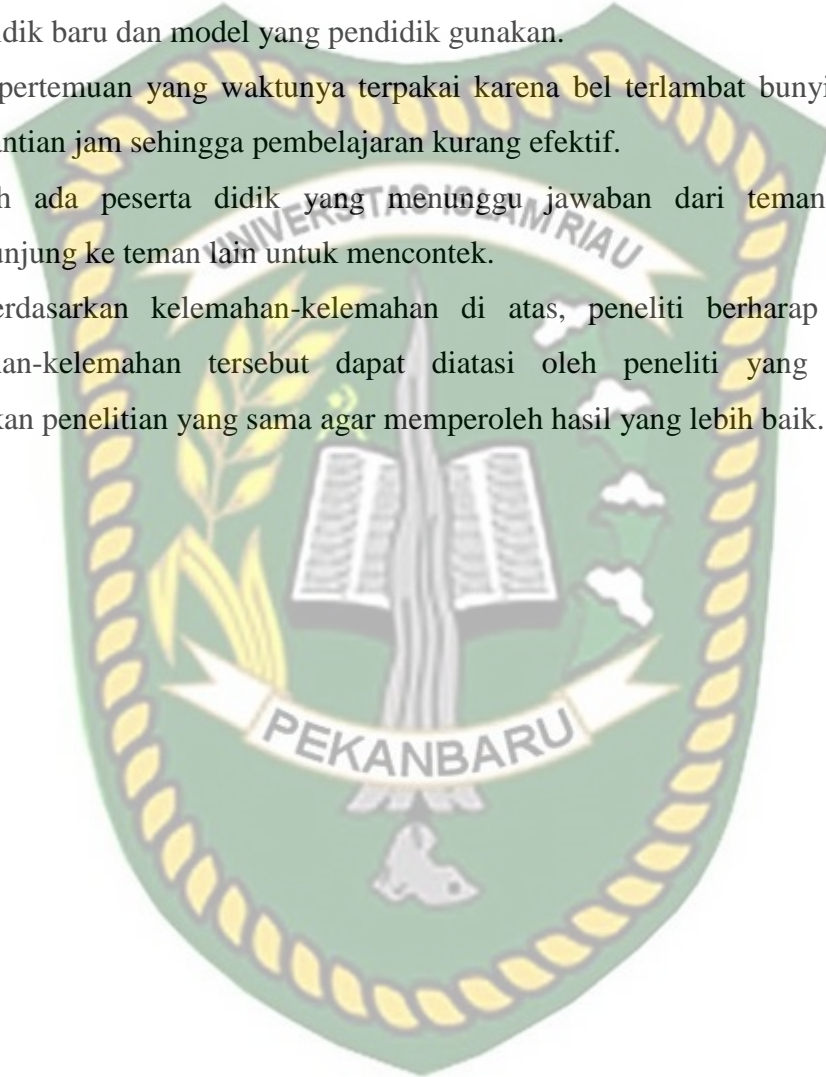 idik baru dan model yang pendidik gunakan.
pertemuan yang waktunya terpakai karena bel terlambat bunyi
antian jam sehingga pembelajaran kurang efektif.
h ada peserta didik yang menunggu jawaban dari teman
unjung ke teman lain untuk mencontek.
erdasarkan kelemahan-kelemahan di atas, peneliti berharap
an-kelemahan tersebut dapat diatasi oleh peneliti yang
kan penelitian yang sama agar memperoleh hasil yang lebih baik.
UNIVERSITAS ISLAM RIAU
PEKANBARU